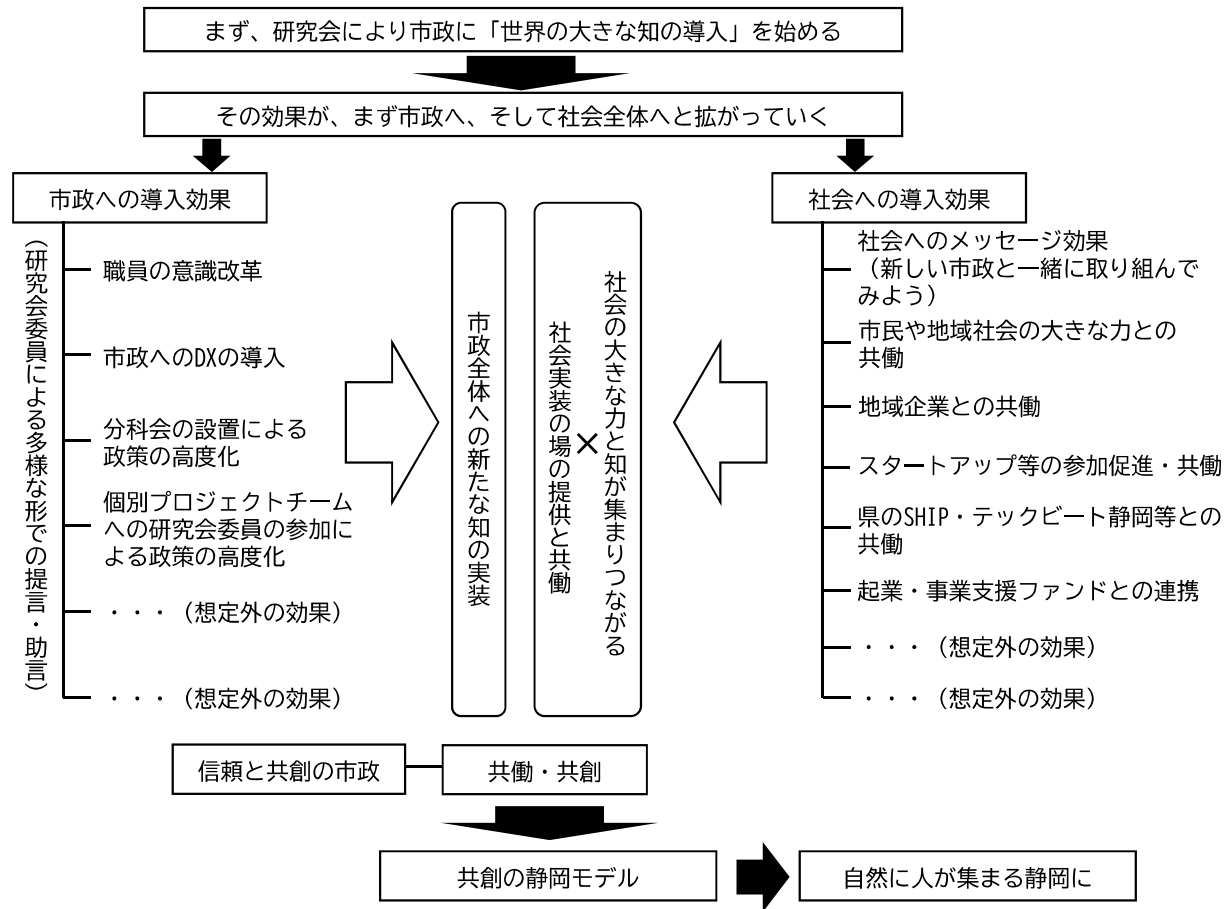 まず、研究会により市政に「世界の大きな知の導入」を始める
その効果が、まず市政へ、そして社会全体へと拡がっていく
市政への導入効果
（研究会委員による多様な形での提言・助言）
職員の意識改革
市政へのDXの導入
分科会の設置による
政策の高度化
個別プロジェクトチーム
への研究会委員の参加に
よる政策の高度化
・・・（想定外の効果）
・・・（想定外の効果）
市政全体への新たな知の実装
社会の大きな力と知が集まりつながる
×
社会実装の場の提供と共働
社会への導入効果
社会へのメッセージ効果
（新しい市政と一緒に取り組んで
みよう）
市民や地域社会の大きな力との
共働
地域企業との共働
スタートアップ等の参加促進・共働
県のSHIP・テックビート静岡等との
共働
起業・事業支援ファンドとの連携
・・・（想定外の効果）
・・・（想定外の効果）
信頼と共創の市政
共働・共創
共創の静岡モデル
自然に人が集まる静岡に